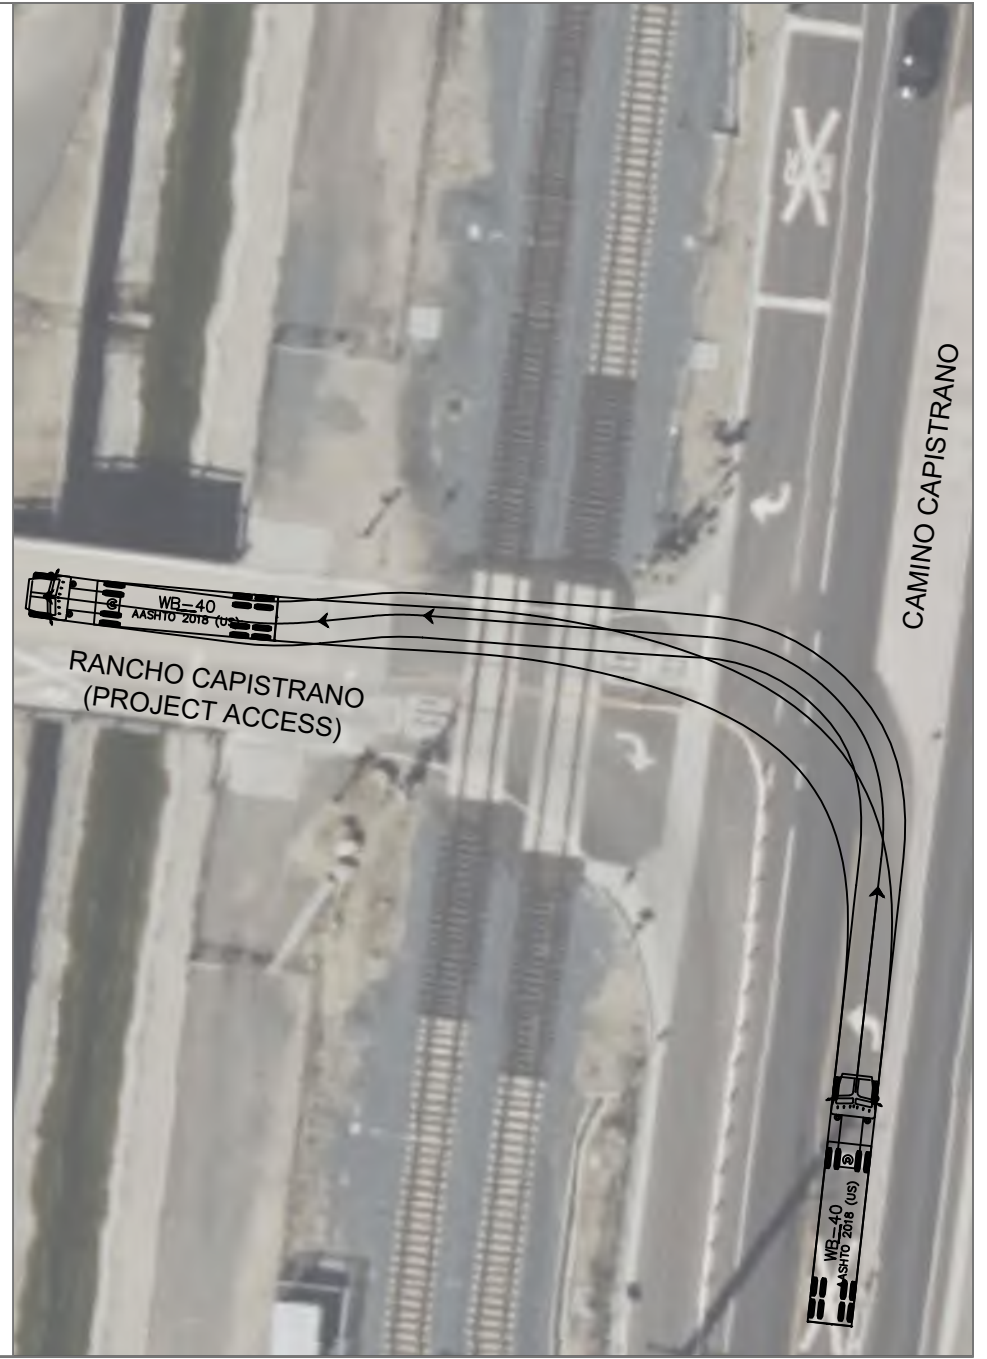 CAMINO CAPISTRANO
WB-40
AASHTO 2018 (US)
RANCHO CAPISTRANO
(PROJECT ACCESS)
WB-40
AASHTO 2018 (US)